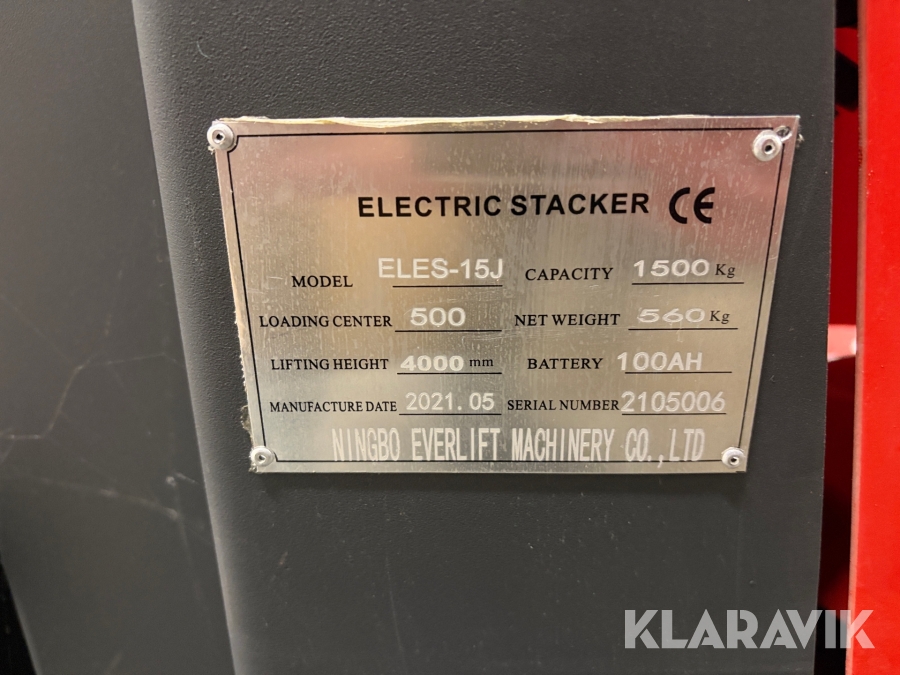 ELECTRIC STACKER CE
MODEL ELES-15J CAPACITY 1500 Kg
LOADING CENTER 500 NET WEIGHT 560 Kg
LIFTING HEIGHT 4000 mm BATTERY 100AH
MANUFACTURE DATE 2021.05 SERIAL NUMBER 2105006
NINGBO EVERLIFT MACHINERY CO.,LTD
KLARAVIK